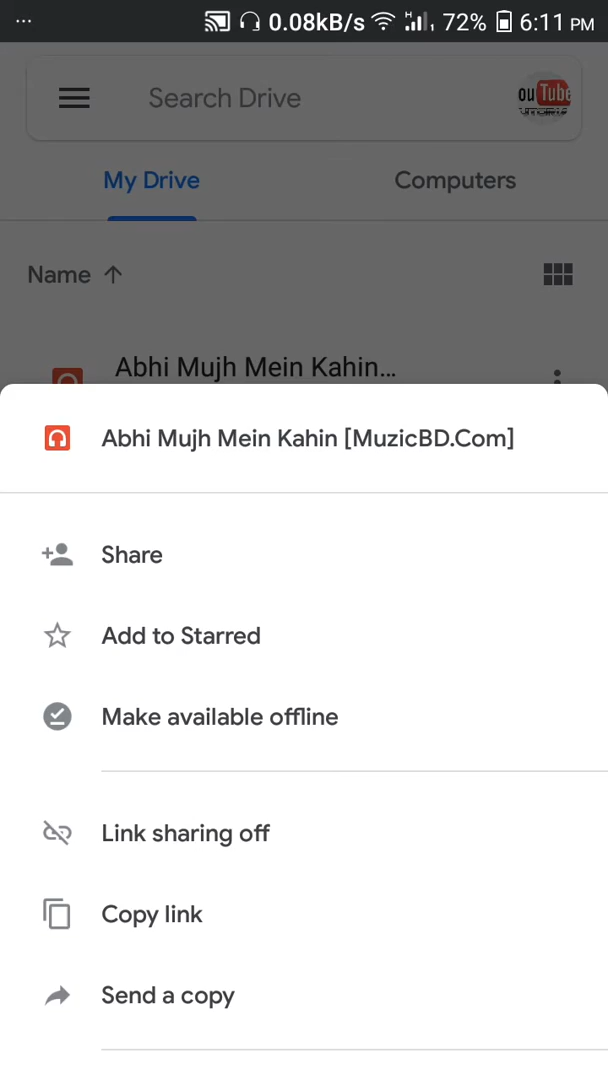 0.08kB/s 72% 6:11 PM
Search Drive
ouTube
My Drive Computers
Name
Abhi Mujh Mein Kahin...
Abhi Mujh Mein Kahin [MuzicBD.Com]
Share
Add to Starred
Make available offline
Link sharing off
Copy link
Send a copy